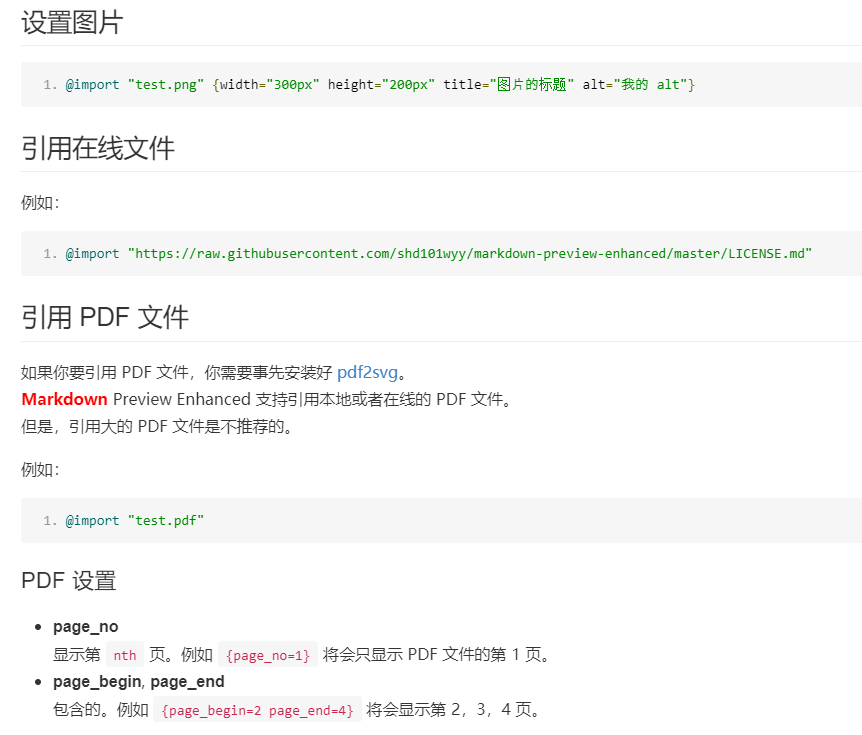 设置图片
1. @import "test.png" {width="300px" height="200px" title="图片的标题" alt="我的 alt"}
引用在线文件
例如：
1. @import "https://raw.githubusercontent.com/shd101wyy/markdown-preview-enhanced/master/LICENSE.md"
引用 PDF 文件
如果你要引用 PDF 文件，你需要事先安装好 pdf2svg。
Markdown Preview Enhanced 支持引用本地或者在线的 PDF 文件。
但是，引用大的 PDF 文件是不推荐的。
例如：
1. @import "test.pdf"
PDF 设置
• page_no
显示第 nth 页。例如 {page_no=1} 将会只显示 PDF 文件的第 1 页。
• page_begin, page_end
包含的。例如 {page_begin=2 page_end=4} 将会显示第 2，3，4 页。